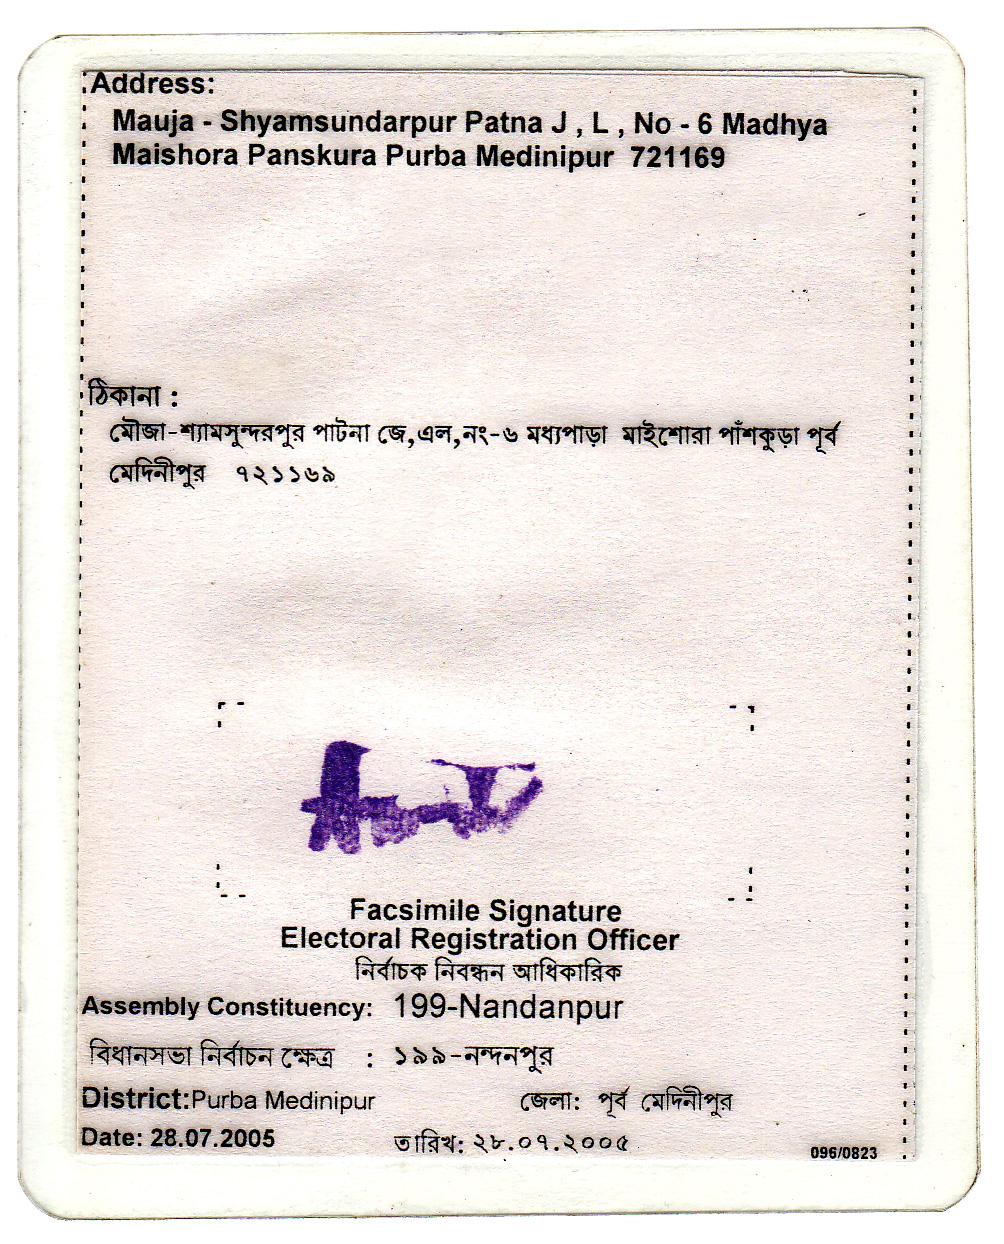 Address:
Mauja - Shyamsundarpur Patna J , L , No - 6 Madhya
Maishora Panskura Purba Medinipur 721169
ঠিকানা :
মৌজা-শ্যামসুন্দরপুর পাটনা জে,এল,নং-৬ মধ্যপাড়া মাইশোরা পাঁশকুড়া পূর্ব
মেদিনীপুর ৭২১১৬৯
Facsimile Signature
Electoral Registration Officer
নির্বাচক নিবন্ধন আধিকারিক
Assembly Constituency: 199-Nandanpur
বিধানসভা নির্বাচন ক্ষেত্র : ১৯৯-নন্দনপুর
District:Purba Medinipur জেলা: পূর্ব মেদিনীপুর
Date: 28.07.2005 তারিখ: ২৮.০৭.২০০৫
096/0823